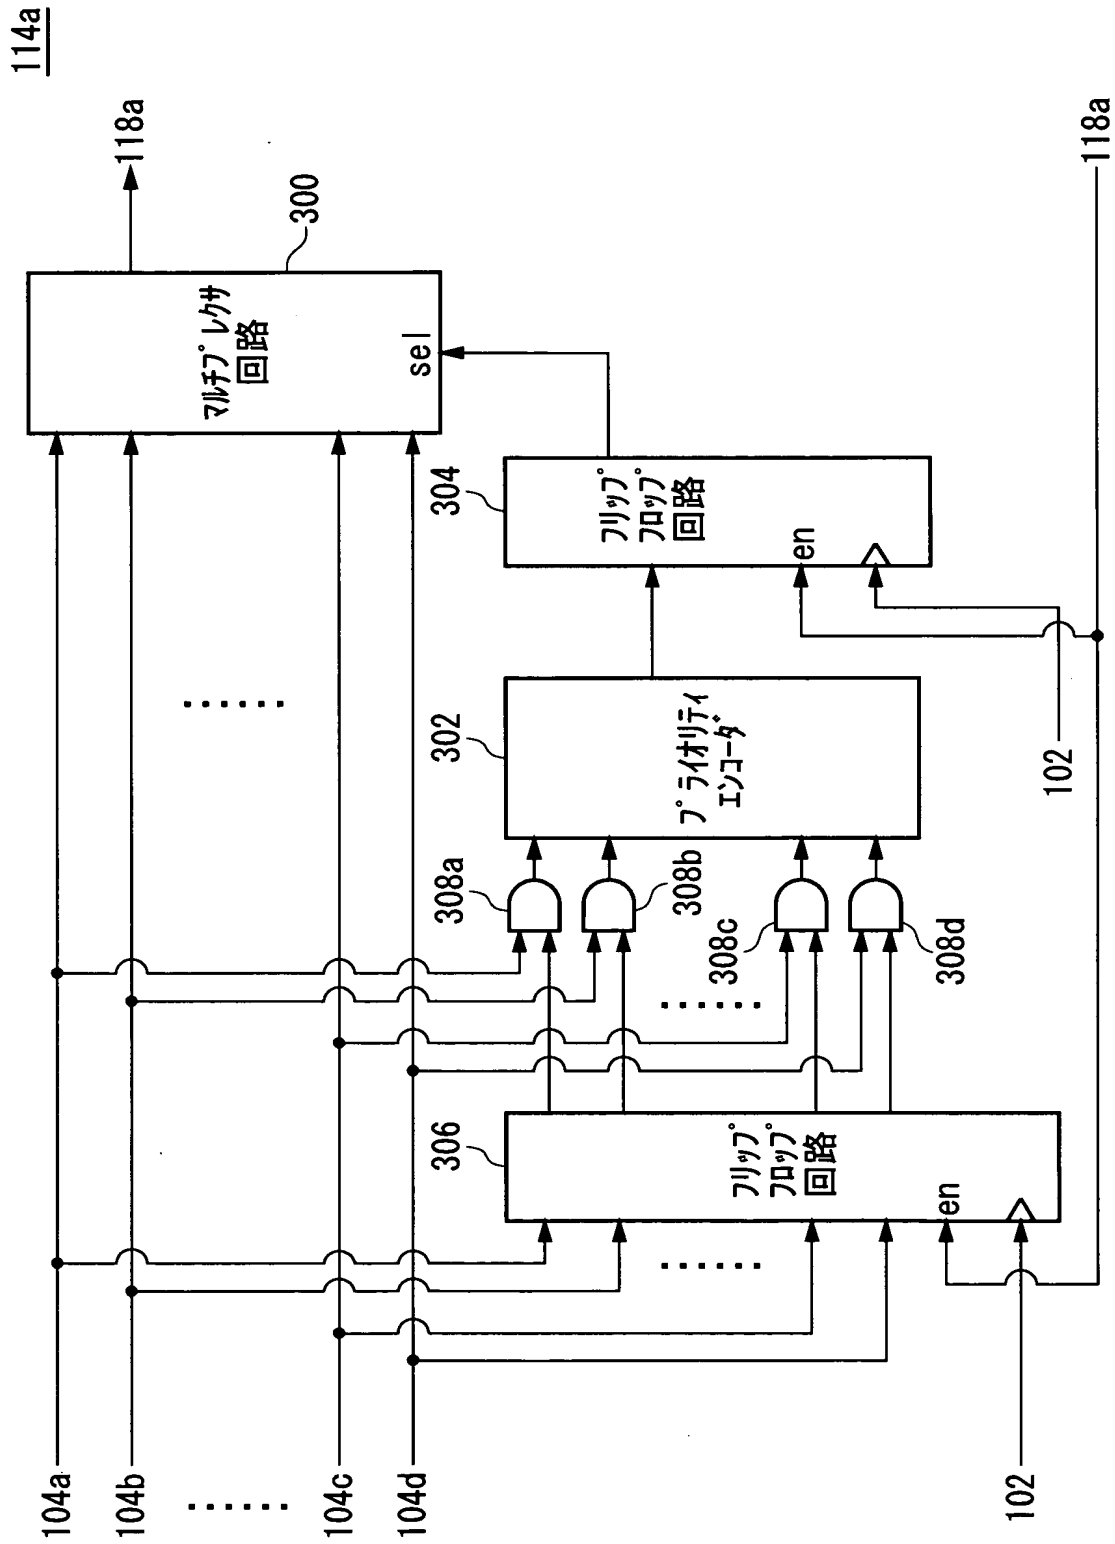 114a
118a
300
マルチプレクサ
回路
sel
304
フリップ
フロップ
回路
en
118a
302
プライオリティ
エンコーダ
102
308a
308b
308c
308d
306
フリップ
フロップ
回路
en
104a
104b
104c
104d
102